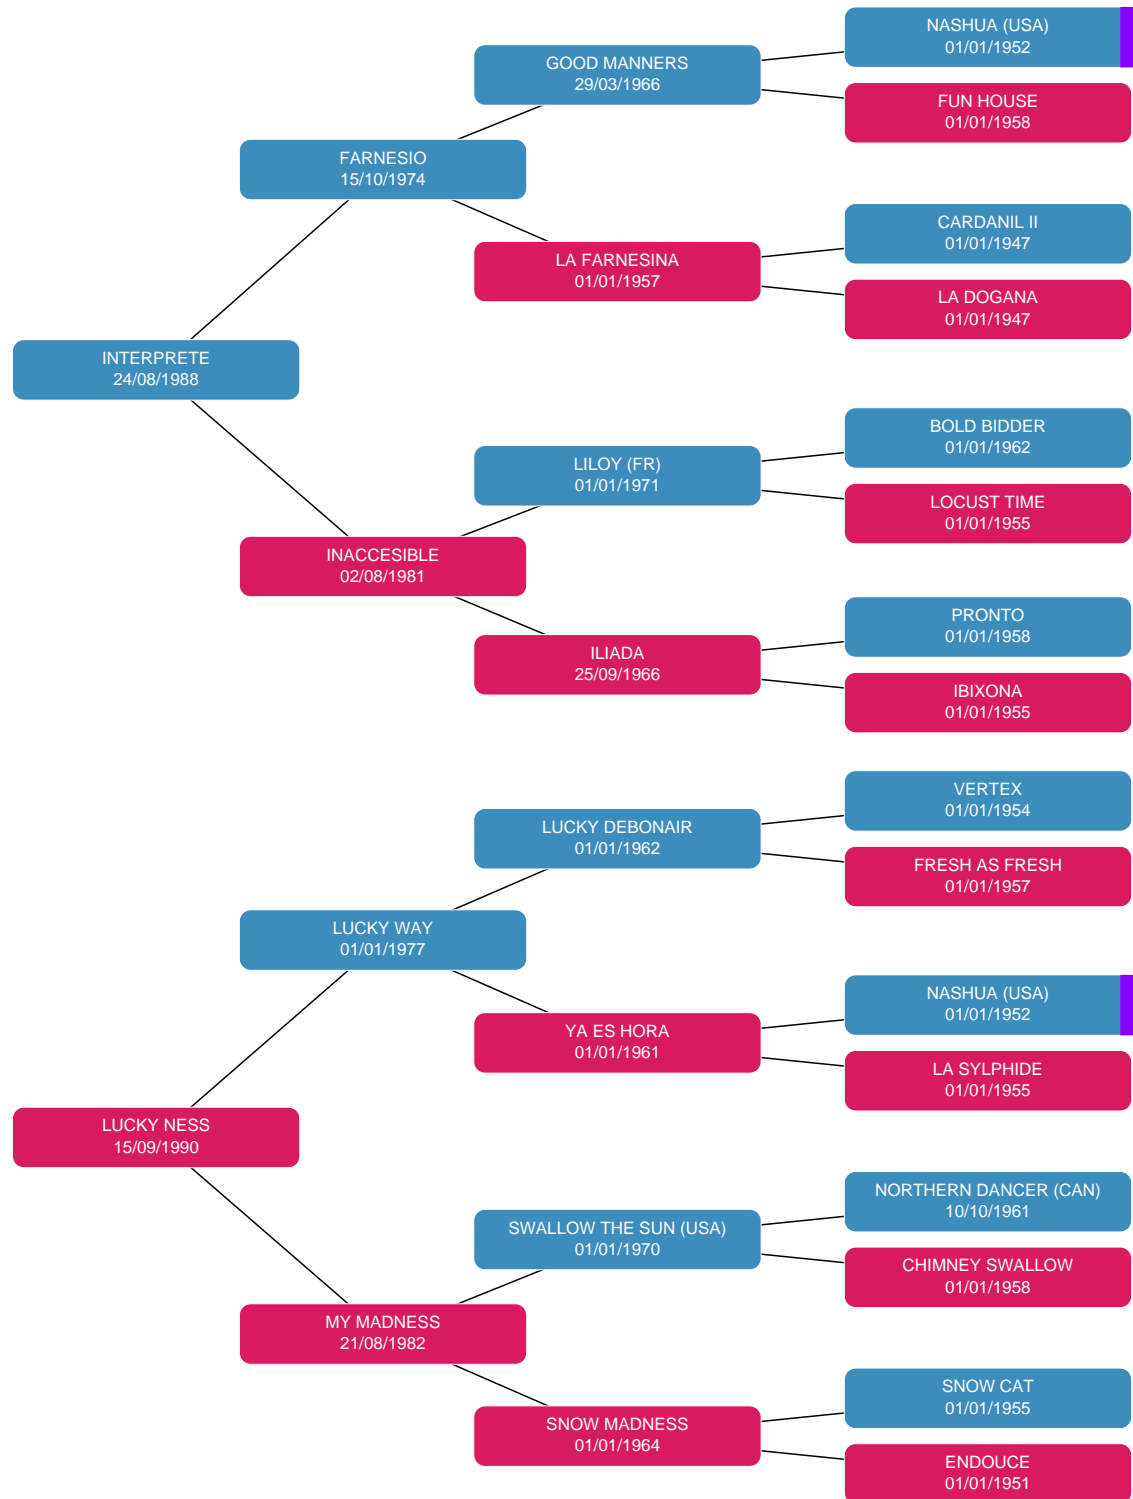 NASHUA (USA)
01/01/1952
GOOD MANNERS
29/03/1966
FUN HOUSE
01/01/1958
FARNESIO
15/10/1974
CARDANIL II
01/01/1947
LA FARNESINA
01/01/1957
LA DOGANA
01/01/1947
INTERPRETE
24/08/1988
BOLD BIDDER
01/01/1962
LILOY (FR)
01/01/1971
LOCUST TIME
01/01/1955
INACCESIBLE
02/08/1981
PRONTO
01/01/1958
ILIADA
25/09/1966
IBIXONA
01/01/1955
VERTEX
01/01/1954
LUCKY DEBONAIR
01/01/1962
FRESH AS FRESH
01/01/1957
LUCKY WAY
01/01/1977
NASHUA (USA)
01/01/1952
YA ES HORA
01/01/1961
LA SYLPHIDE
01/01/1955
LUCKY NESS
15/09/1990
NORTHERN DANCER (CAN)
10/10/1961
SWALLOW THE SUN (USA)
01/01/1970
CHIMNEY SWALLOW
01/01/1958
MY MADNESS
21/08/1982
SNOW CAT
01/01/1955
SNOW MADNESS
01/01/1964
ENDOUCE
01/01/1951